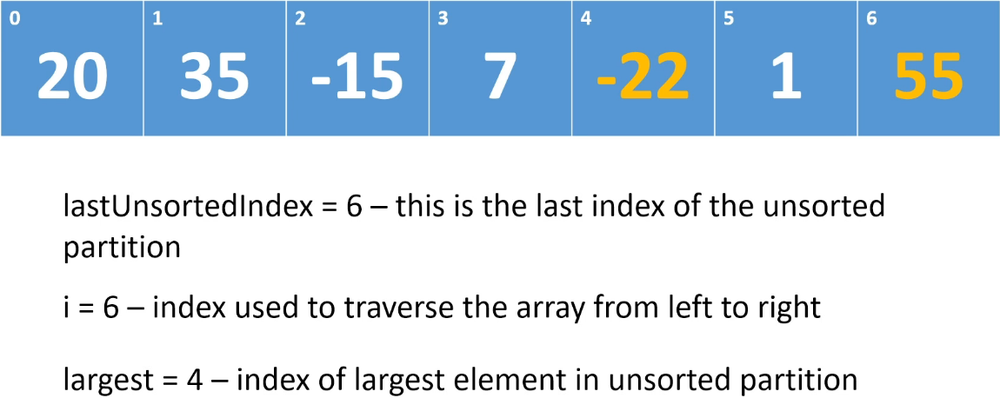 0 1 2 3 4 5 6
20 35 -15 7 -22 1 55
lastUnsortedIndex = 6 – this is the last index of the unsorted
partition
i = 6 – index used to traverse the array from left to right
largest = 4 – index of largest element in unsorted partition